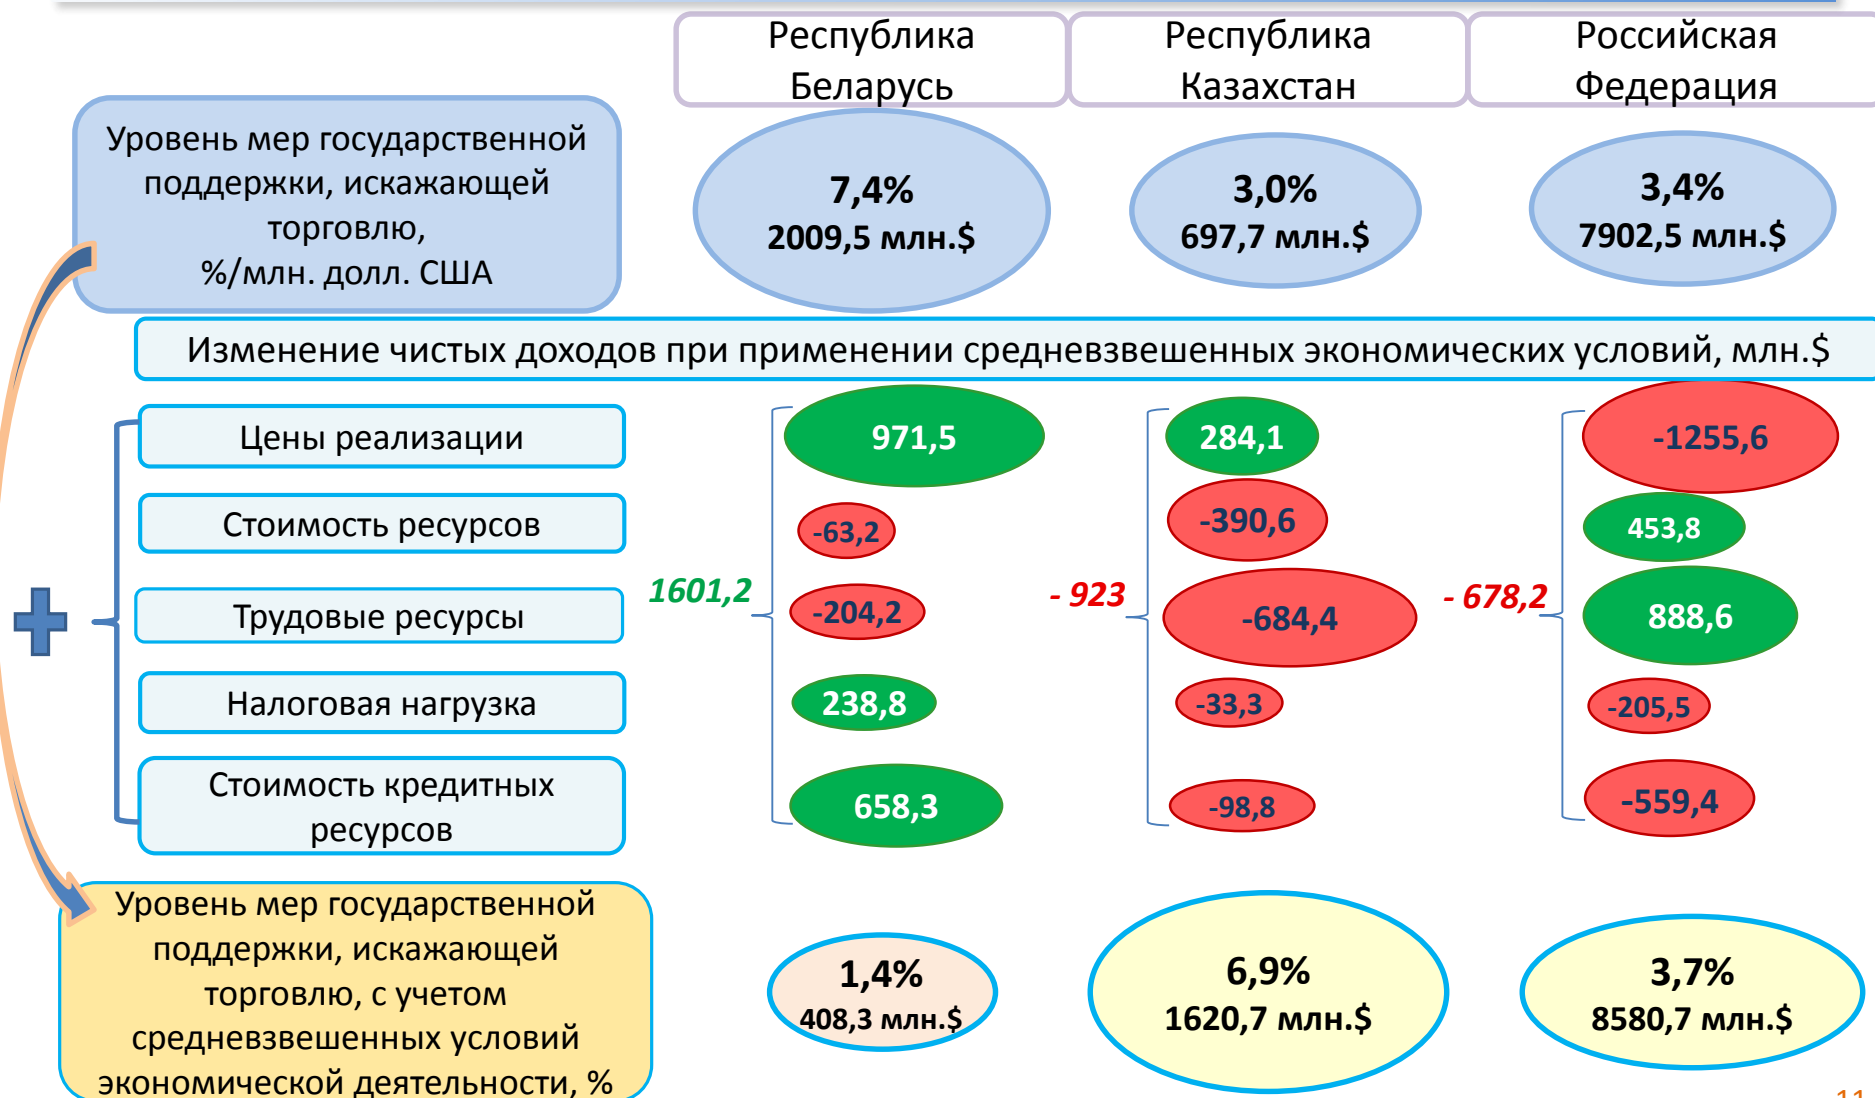 Республика
Беларусь
Республика
Казахстан
Российская
Федерация
Уровень мер государственной
поддержки, искажающей
торговлю,
%/млн. долл. США
7,4%
2009,5 млн.$
3,0%
697,7 млн.$
3,4%
7902,5 млн.$
Изменение чистых доходов при применении средневзвешенных экономических условий, млн.$
Цены реализации
971,5
284,1
-1255,6
Стоимость ресурсов
-63,2
-390,6
453,8
1601,2
- 923
- 678,2
Трудовые ресурсы
-204,2
-684,4
888,6
Налоговая нагрузка
238,8
-33,3
-205,5
Стоимость кредитных
ресурсов
658,3
-98,8
-559,4
Уровень мер государственной
поддержки, искажающей
торговлю, с учетом
средневзвешенных условий
экономической деятельности, %
1,4%
408,3 млн.$
6,9%
1620,7 млн.$
3,7%
8580,7 млн.$
11